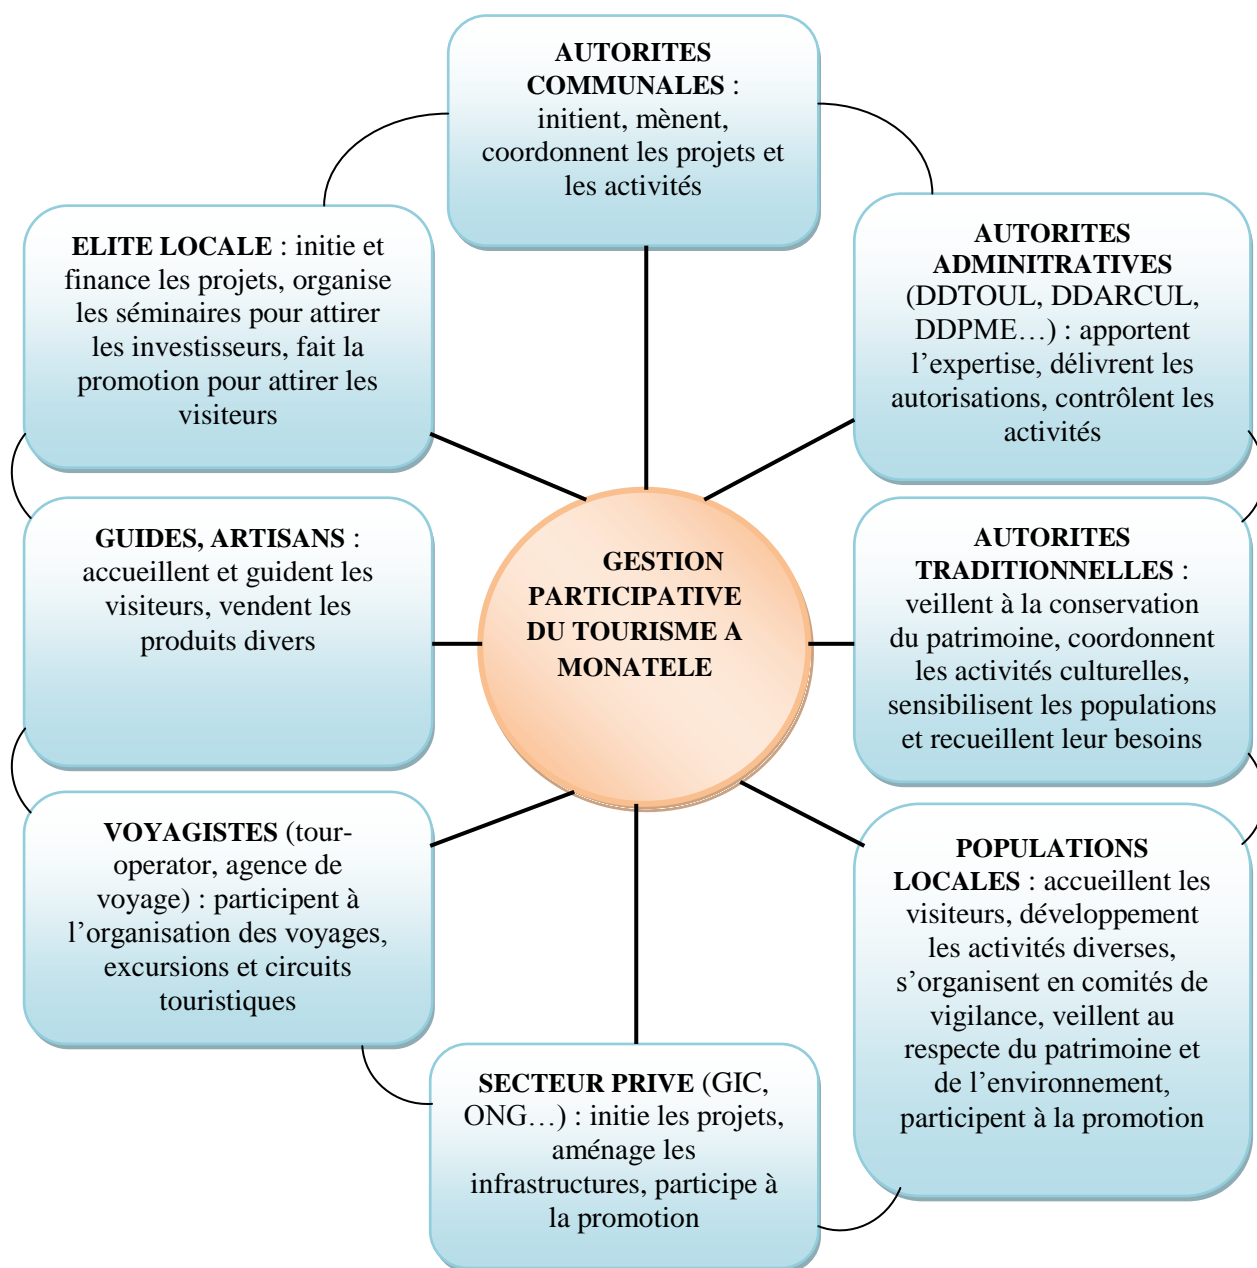 AUTORITES
COMMUNALES :
initient, mènent,
coordonnent les projets et
les activités
ELITE LOCALE : initie et
finance les projets, organise
les séminaires pour attirer
les investisseurs, fait la
promotion pour attirer les
visiteurs
AUTORITES
ADMINITRATIVES
(DDTOUL, DDARCUL,
DDPME…) : apportent
l’expertise, délivrent les
autorisations, contrôlent les
activités
GUIDES, ARTISANS :
accueillent et guident les
visiteurs, vendent les
produits divers
GESTION
PARTICIPATIVE
DU TOURISME A
MONATELE
AUTORITES
TRADITIONNELLES :
veillent à la conservation
du patrimoine, coordonnent
les activités culturelles,
sensibilisent les populations
et recueillent leur besoins
VOYAGISTES (tour-
operator, agence de
voyage) : participent à
l’organisation des voyages,
excursions et circuits
touristiques
POPULATIONS
LOCALES : accueillent les
visiteurs, développement
les activités diverses,
s’organisent en comités de
vigilance, veillent au
respecte du patrimoine et
de l’environnement,
participent à la promotion
SECTEUR PRIVE (GIC,
ONG…) : initie les projets,
aménage les
infrastructures, participe à
la promotion